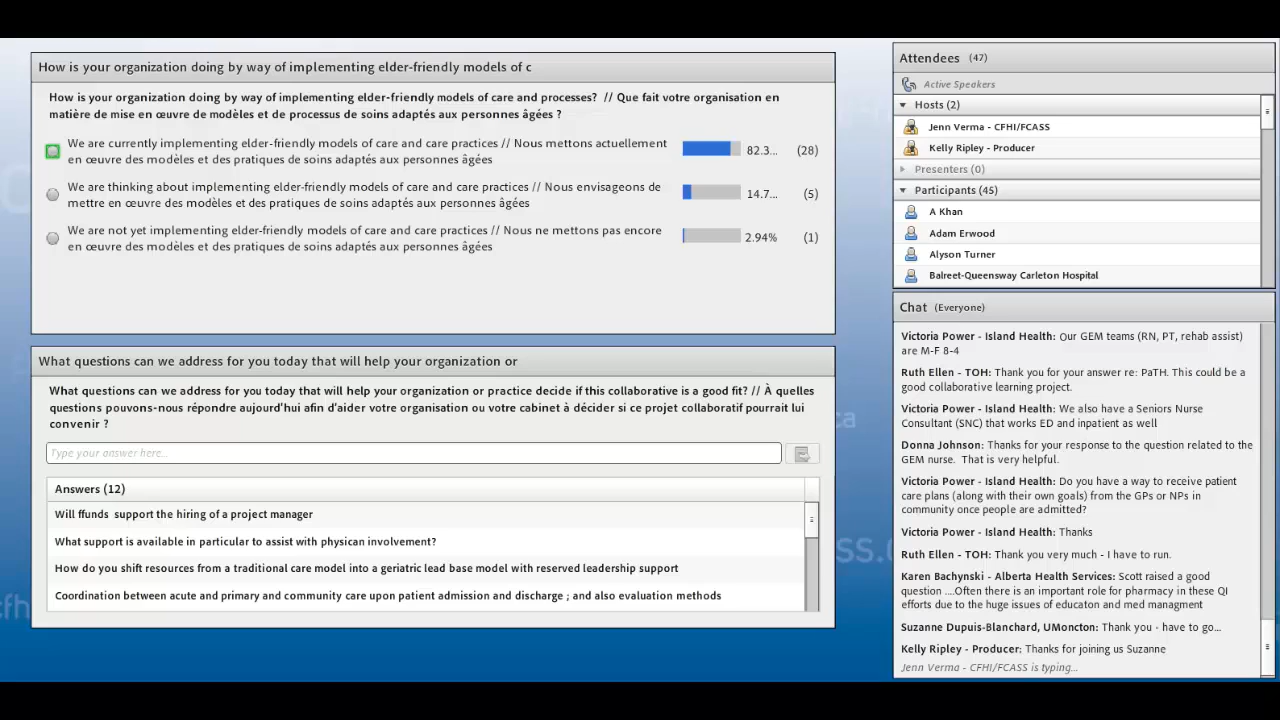 How is your organization doing by way of implementing elder-friendly models of c
How is your organization doing by way of implementing elder-friendly models of care and processes?  // Que fait votre organisation en
matière de mise en œuvre de modèles et de processus de soins adaptés aux personnes âgées ?
We are currently implementing elder-friendly models of care and care practices // Nous mettons actuellement
en œuvre des modèles et des pratiques de soins adaptés aux personnes âgées
82.3... (28)
We are thinking about implementing elder-friendly models of care and care practices // Nous envisageons de
mettre en œuvre des modèles et des pratiques de soins adaptés aux personnes âgées
14.7... (5)
We are not yet implementing elder-friendly models of care and care practices // Nous ne mettons pas encore
en œuvre des modèles et des pratiques de soins adaptés aux personnes âgées
2.94% (1)
What questions can we address for you today that will help your organization or
What questions can we address for you today that will help your organization or practice decide if this collaborative is a good fit? // À quelles
questions pouvons-nous répondre aujourd'hui afin d'aider votre organisation ou votre cabinet à décider si ce projet collaboratif pourrait lui
convenir ?
Type your answer here...
Answers (12)
Will ffunds  support the hiring of a project manager
What support is available in particular to assist with physican involvement?
How do you shift resources from a traditional care model into a geriatric lead base model with reserved leadership support
Coordination between acute and primary and community care upon patient admission and discharge ; and also evaluation methods
Attendees (47)
Active Speakers
Hosts (2)
Jenn Verma - CFHI/FCASS
Kelly Ripley - Producer
Presenters (0)
Participants (45)
A Khan
Adam Erwood
Alyson Turner
Balreet-Queensway Carleton Hospital
Chat (Everyone)
Victoria Power - Island Health: Our GEM teams (RN, PT, rehab assist)
are M-F 8-4
Ruth Ellen - TOH: Thank you for your answer re: PaTH. This could be a
good collaborative learning project.
Victoria Power - Island Health: We also have a Seniors Nurse
Consultant (SNC) that works ED and inpatient as well
Donna Johnson: Thanks for your response to the question related to the
GEM nurse.  That is very helpful.
Victoria Power - Island Health: Do you have a way to receive patient
care plans (along with their own goals) from the GPs or NPs in
community once people are admitted?
Victoria Power - Island Health: Thanks
Ruth Ellen - TOH: Thank you very much - I have to run.
Karen Bachynski - Alberta Health Services: Scott raised a good
question ....Often there is an important role for pharmacy in these QI
efforts due to the huge issues of educaton and med managment
Suzanne Dupuis-Blanchard, UMoncton: Thank you - have to go...
Kelly Ripley - Producer: Thanks for joining us Suzanne
Jenn Verma - CFHI/FCASS is typing...